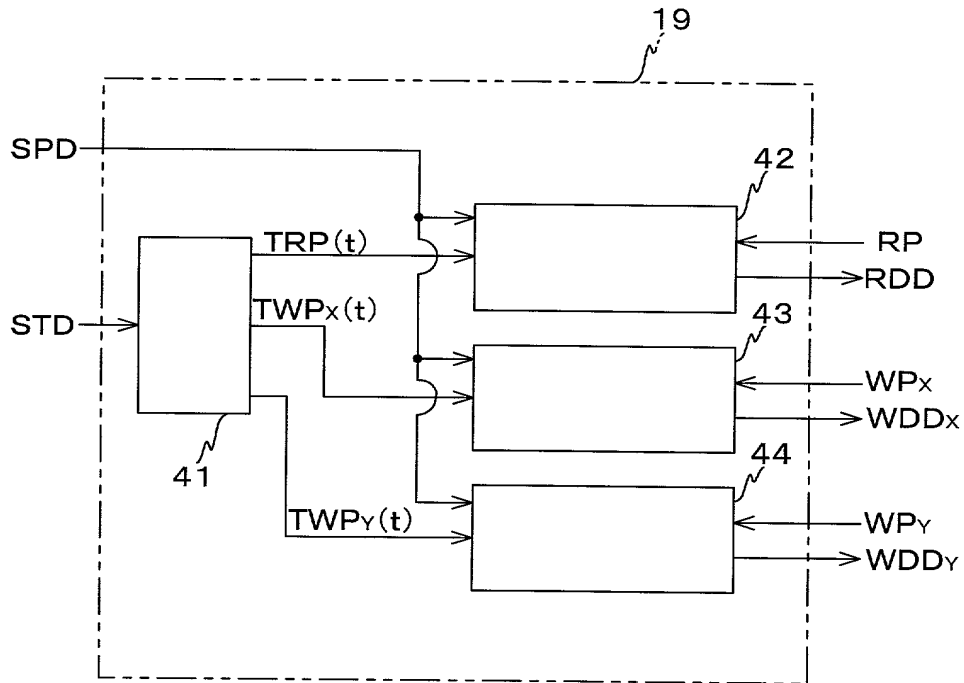 19
SPD
42
TRP(t)
RP
RDD
TWPX(t)
STD
43
WPX
WDDX
41
44
TWPY(t)
WPY
WDDY